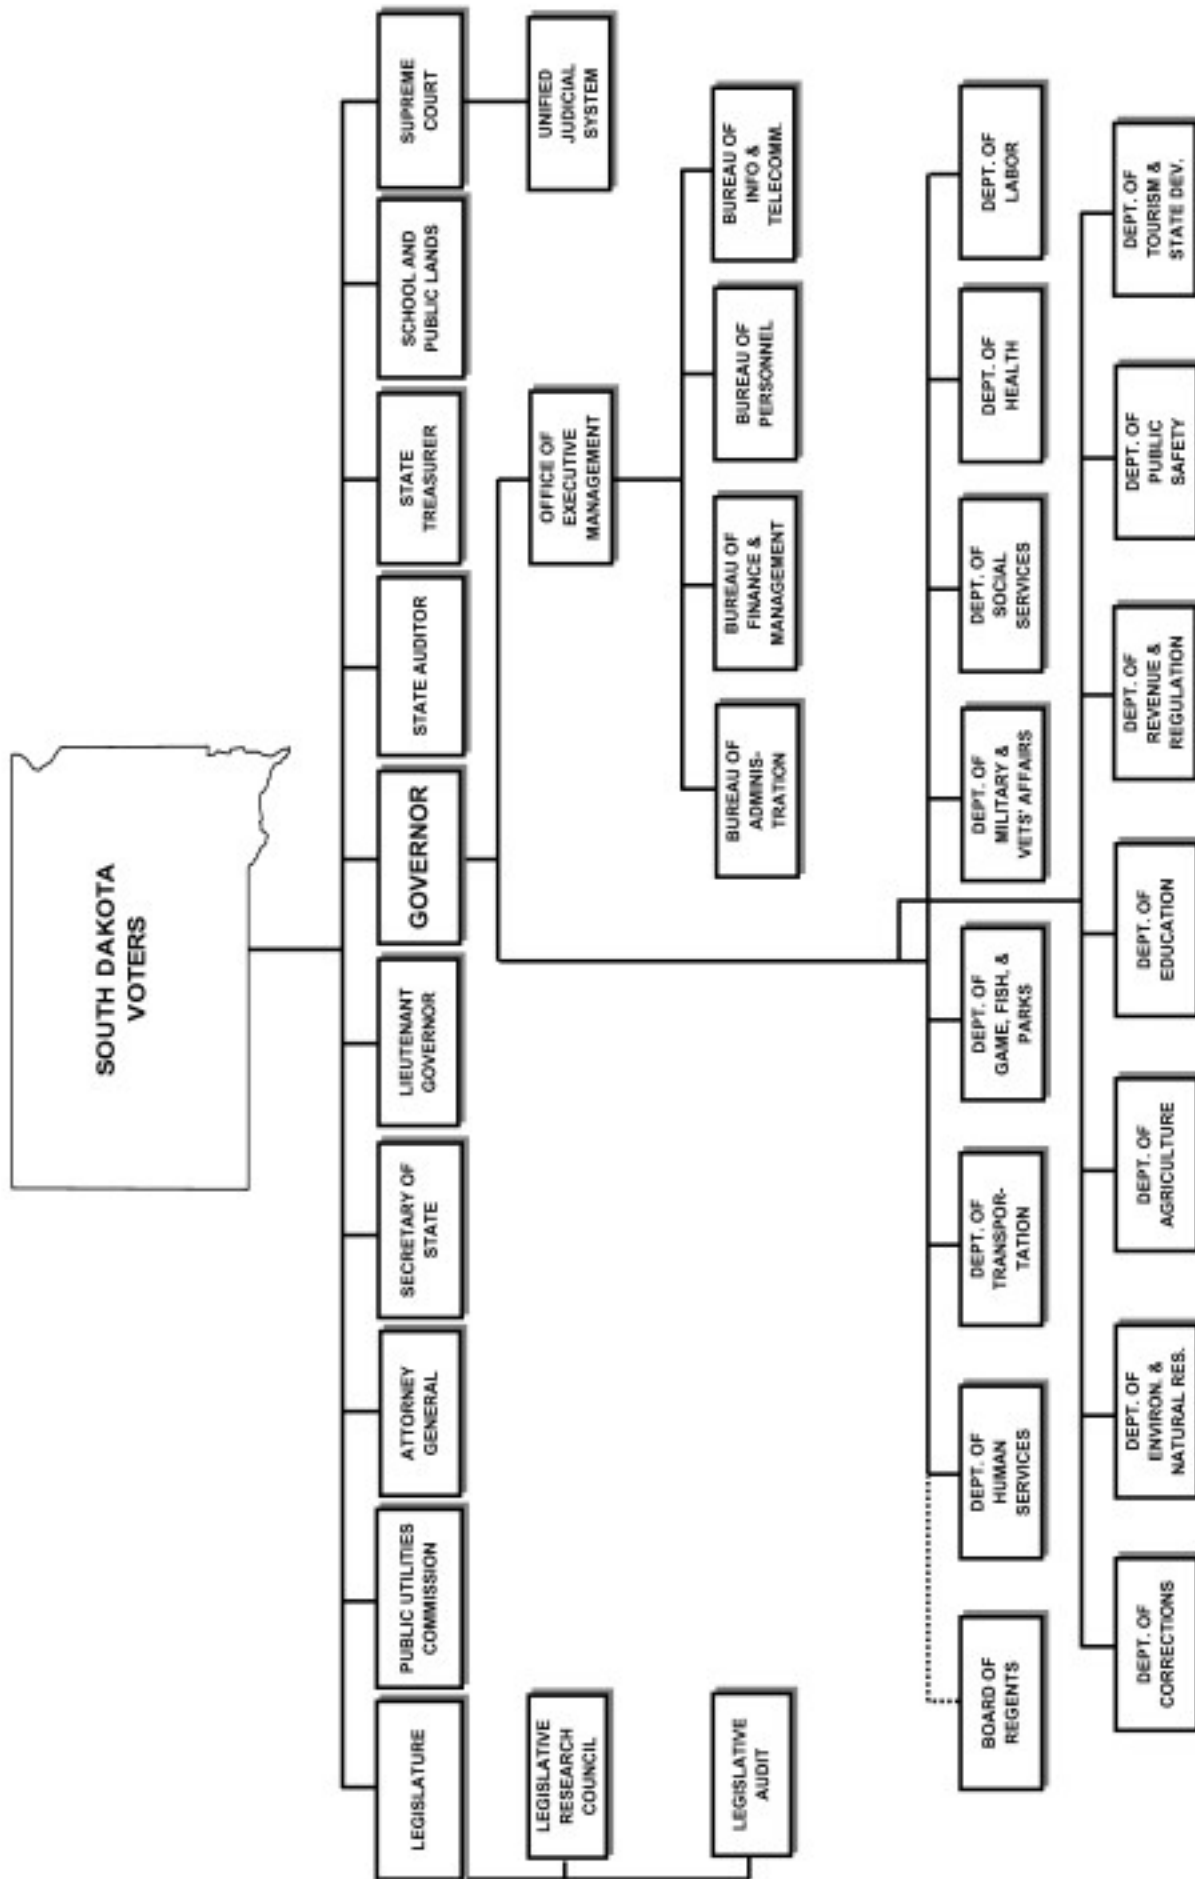 SOUTH DAKOTA
VOTERS
LEGISLATURE
PUBLIC UTILITIES
COMMISSION
ATTORNEY
GENERAL
SECRETARY OF
STATE
LIEUTENANT
GOVERNOR
GOVERNOR
STATE AUDITOR
STATE
TREASURER
SCHOOL AND
PUBLIC LANDS
SUPREME
COURT
LEGISLATIVE
RESEARCH
COUNCIL
OFFICE OF
EXECUTIVE
MANAGEMENT
UNIFIED
JUDICIAL
SYSTEM
LEGISLATIVE
AUDIT
BUREAU OF
ADMINIS-
TRATION
BUREAU OF
FINANCE &
MANAGEMENT
BUREAU OF
PERSONNEL
BUREAU OF
INFO &
TELECOMM.
BOARD OF
REGENTS
DEPT. OF
HUMAN
SERVICES
DEPT. OF
TRANSPOR-
TATION
DEPT. OF
GAME, FISH, &
PARKS
DEPT. OF
MILITARY &
VETS' AFFAIRS
DEPT. OF
SOCIAL
SERVICES
DEPT. OF
HEALTH
DEPT. OF
LABOR
DEPT. OF
CORRECTIONS
DEPT. OF
ENVIRON. &
NATURAL RES.
DEPT. OF
AGRICULTURE
DEPT. OF
EDUCATION
DEPT. OF
REVENUE &
REGULATION
DEPT. OF
PUBLIC
SAFETY
DEPT. OF
TOURISM &
STATE DEV.